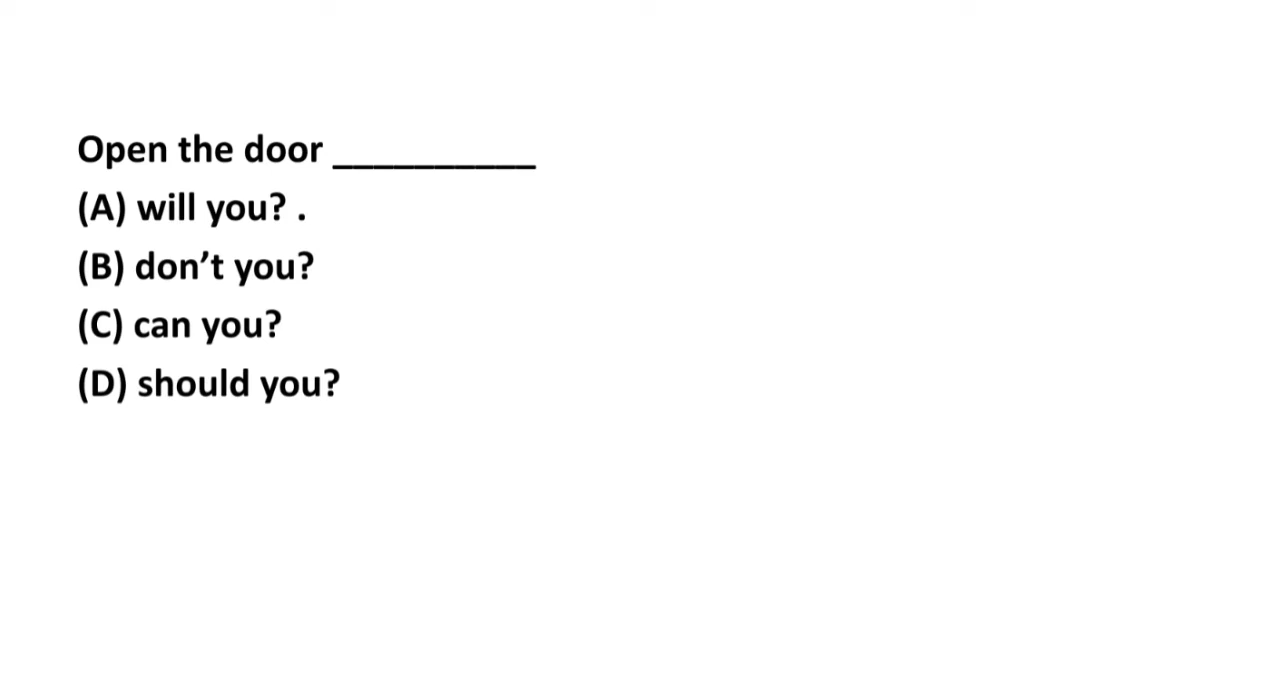 Open the door __________
(A) will you? .
(B) don’t you?
(C) can you?
(D) should you?